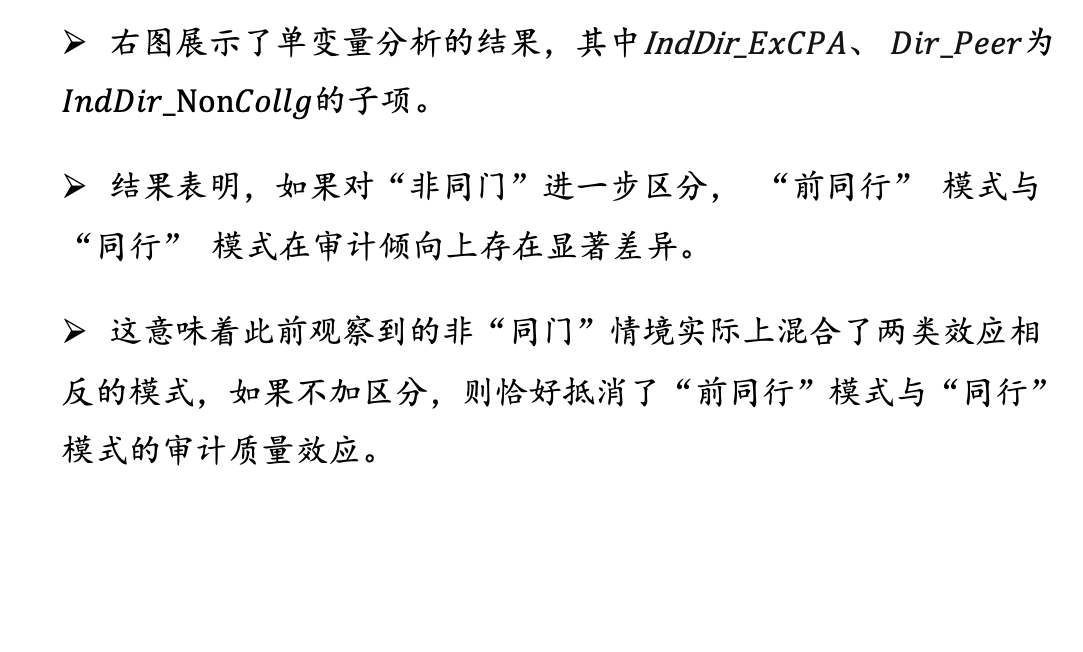 ➢ 右图展示了单变量分析的结果，其中IndDir_ExCPA、 Dir_Peer为
IndDir_NonCollg的子项。
➢ 结果表明，如果对“非同门”进一步区分， “前同行” 模式与
“同行” 模式在审计倾向上存在显著差异。
➢ 这意味着此前观察到的非“同门”情境实际上混合了两类效应相
反的模式，如果不加区分，则恰好抵消了“前同行”模式与“同行”
模式的审计质量效应。